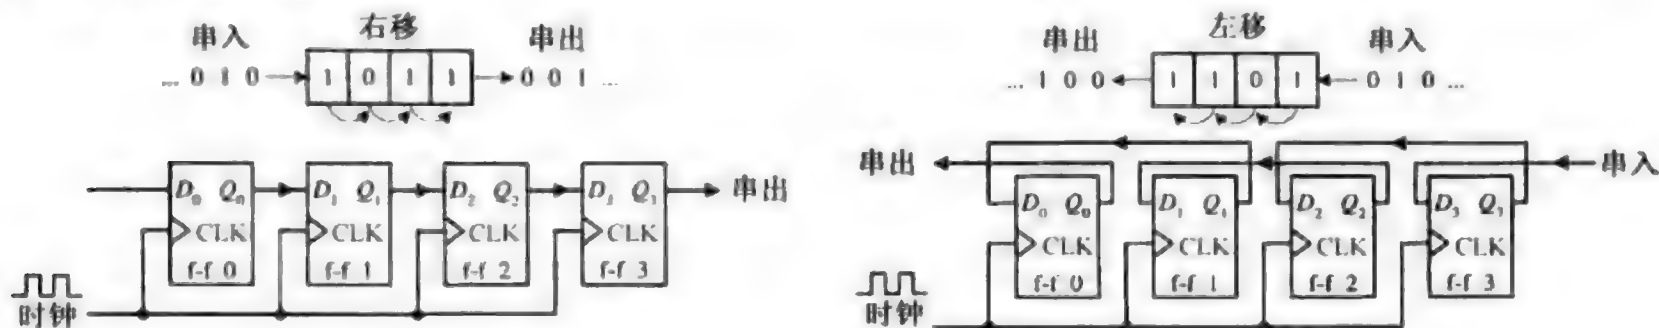 右移
串入 串出
... 0 1 0 1 0 1 1 0 0 1 ...
D₀ Q₀ D₁ Q₁ D₂ Q₂ D₃ Q₃ 串出
CLK CLK CLK CLK
f-f 0 f-f 1 f-f 2 f-f 3
时钟
左移
串出 串入
... 1 0 0 1 1 0 1 0 1 0 ...
串出 串入
D₀ Q₀ D₁ Q₁ D₂ Q₂ D₃ Q₃
CLK CLK CLK CLK
f-f 0 f-f 1 f-f 2 f-f 3
时钟